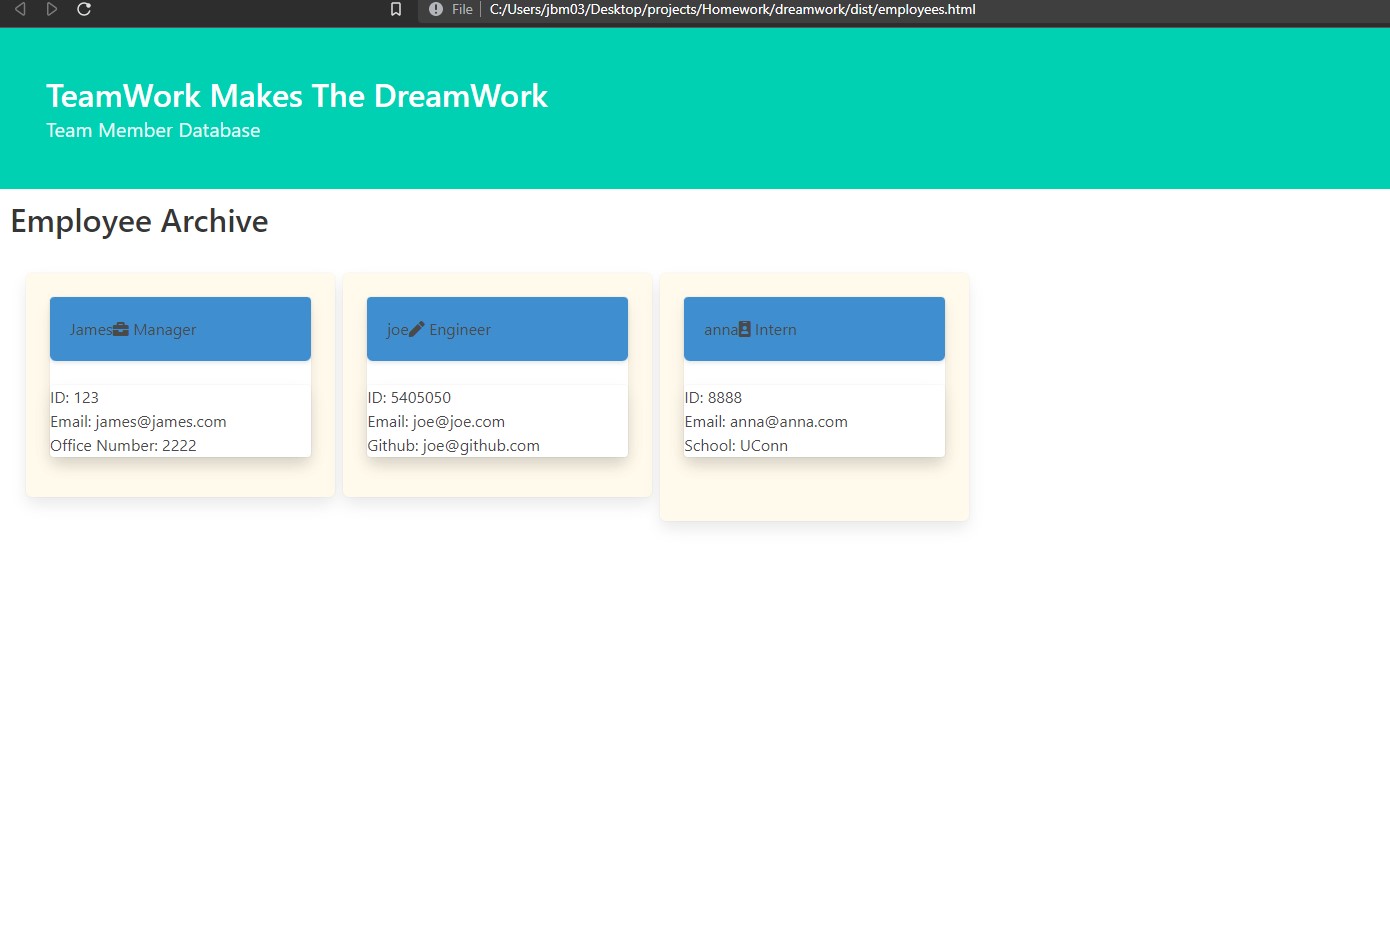 File C:/Users/jbm03/Desktop/projects/Homework/dreamwork/dist/employees.html
TeamWork Makes The DreamWork
Team Member Database
Employee Archive
James Manager
ID: 123
Email: james@james.com
Office Number: 2222
joe Engineer
ID: 5405050
Email: joe@joe.com
Github: joe@github.com
anna Intern
ID: 8888
Email: anna@anna.com
School: UConn